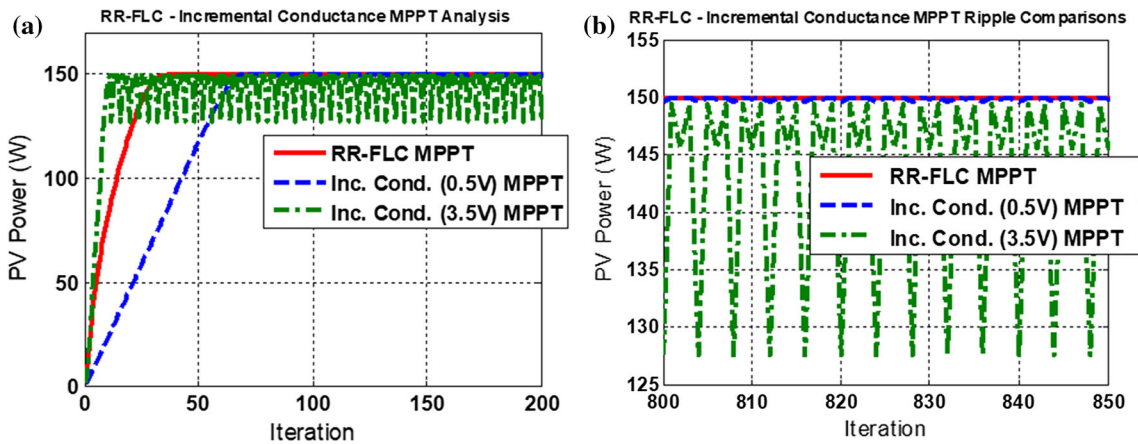 (a)
RR-FLC - Incremental Conductance MPPT Analysis
200
150
100
50
0
PV Power (W)
RR-FLC MPPT
Inc. Cond. (0.5V) MPPT
Inc. Cond. (3.5V) MPPT
0
50
100
150
200
Iteration
(b)
RR-FLC - Incremental Conductance MPPT Ripple Comparisons
155
150
145
140
135
130
125
PV Power (W)
RR-FLC MPPT
Inc. Cond. (0.5V) MPPT
Inc. Cond. (3.5V) MPPT
800
810
820
830
840
850
Iteration